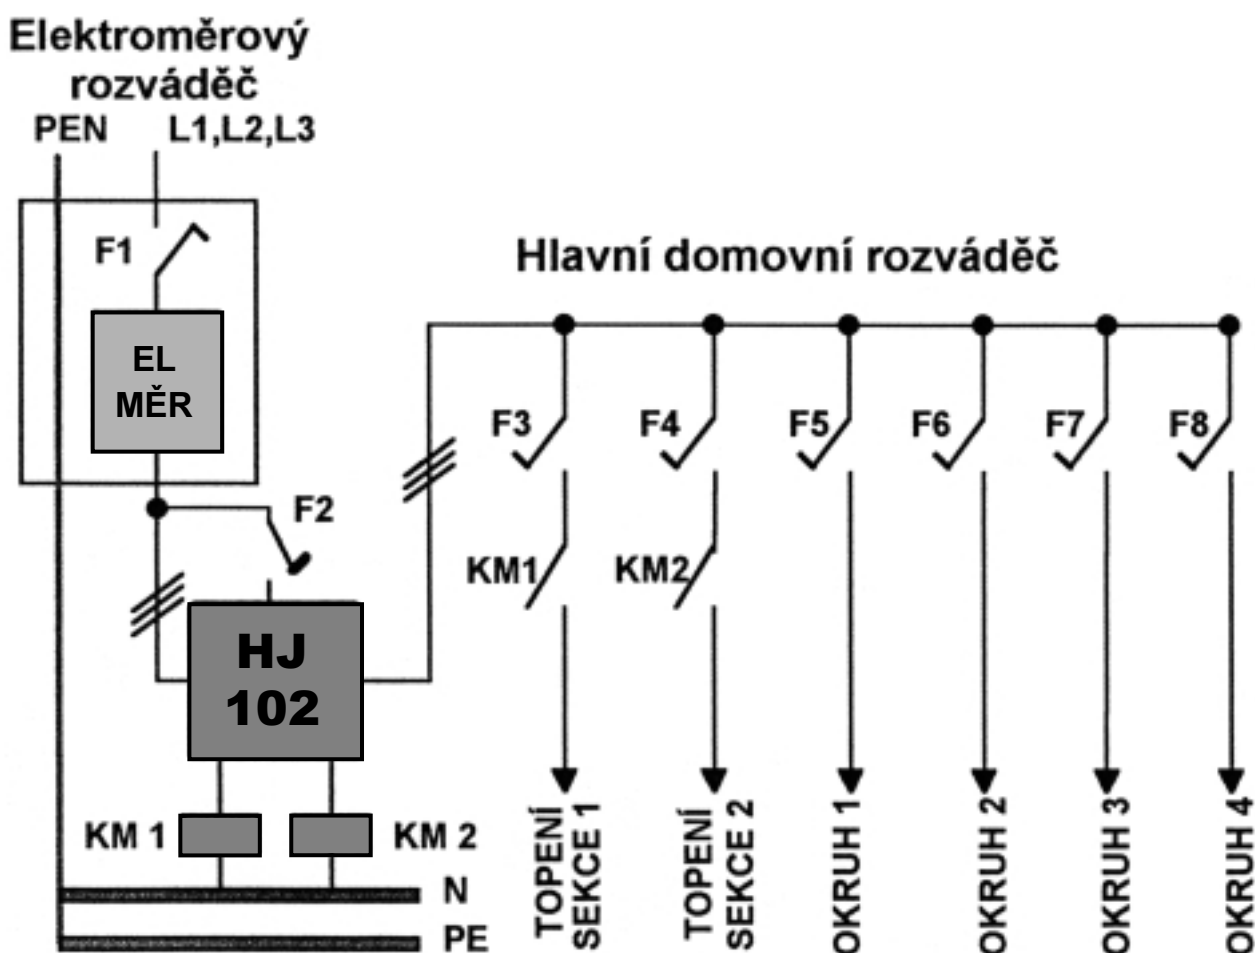 Elektroměrový
rozváděč
PEN L1,L2,L3
F1
Hlavní domovní rozváděč
EL
MĚR
F3 F4 F5 F6 F7 F8
F2
KM1 KM2
HJ
102
KM 1 KM 2
N
PE
TOPENÍ
SEKCE 1
TOPENÍ
SEKCE 2
OKRUH 1
OKRUH 2
OKRUH 3
OKRUH 4